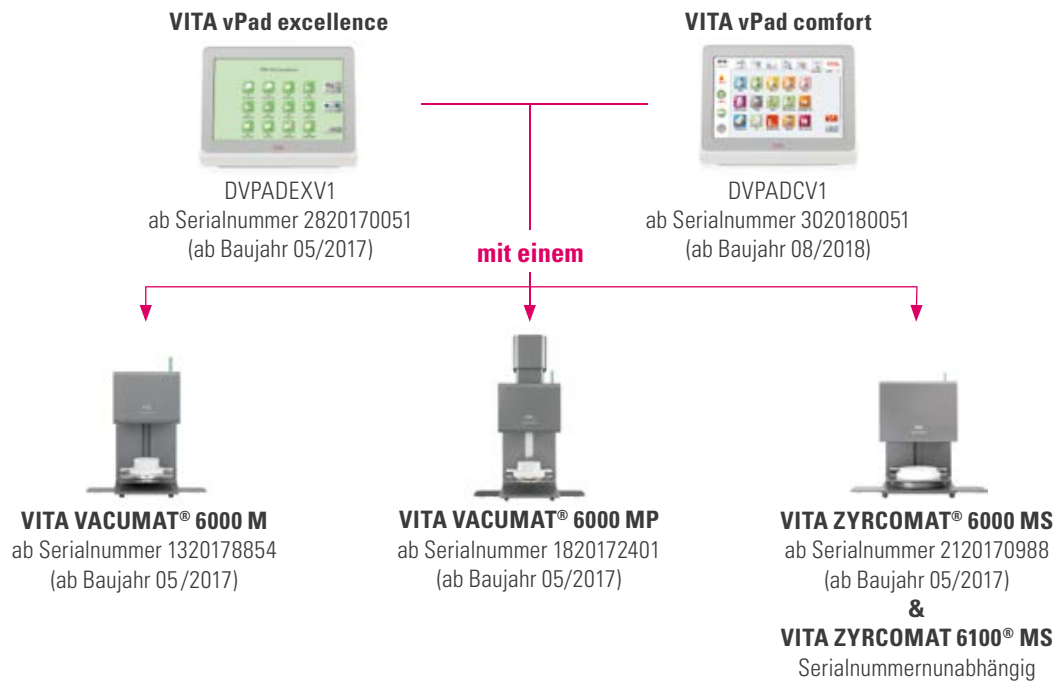 VITA vPad excellence
VITA vPad comfort
DVPADEXV1
ab Serialnummer 2820170051
(ab Baujahr 05/2017)
DVPADCV1
ab Serialnummer 3020180051
(ab Baujahr 08/2018)
mit einem
VITA VACUMAT® 6000 M
ab Serialnummer 1320178854
(ab Baujahr 05/2017)
VITA VACUMAT® 6000 MP
ab Serialnummer 1820172401
(ab Baujahr 05/2017)
VITA ZYRCOMAT® 6000 MS
ab Serialnummer 2120170988
(ab Baujahr 05/2017)
&
VITA ZYRCOMAT 6100® MS
Serialnummernunabhängig